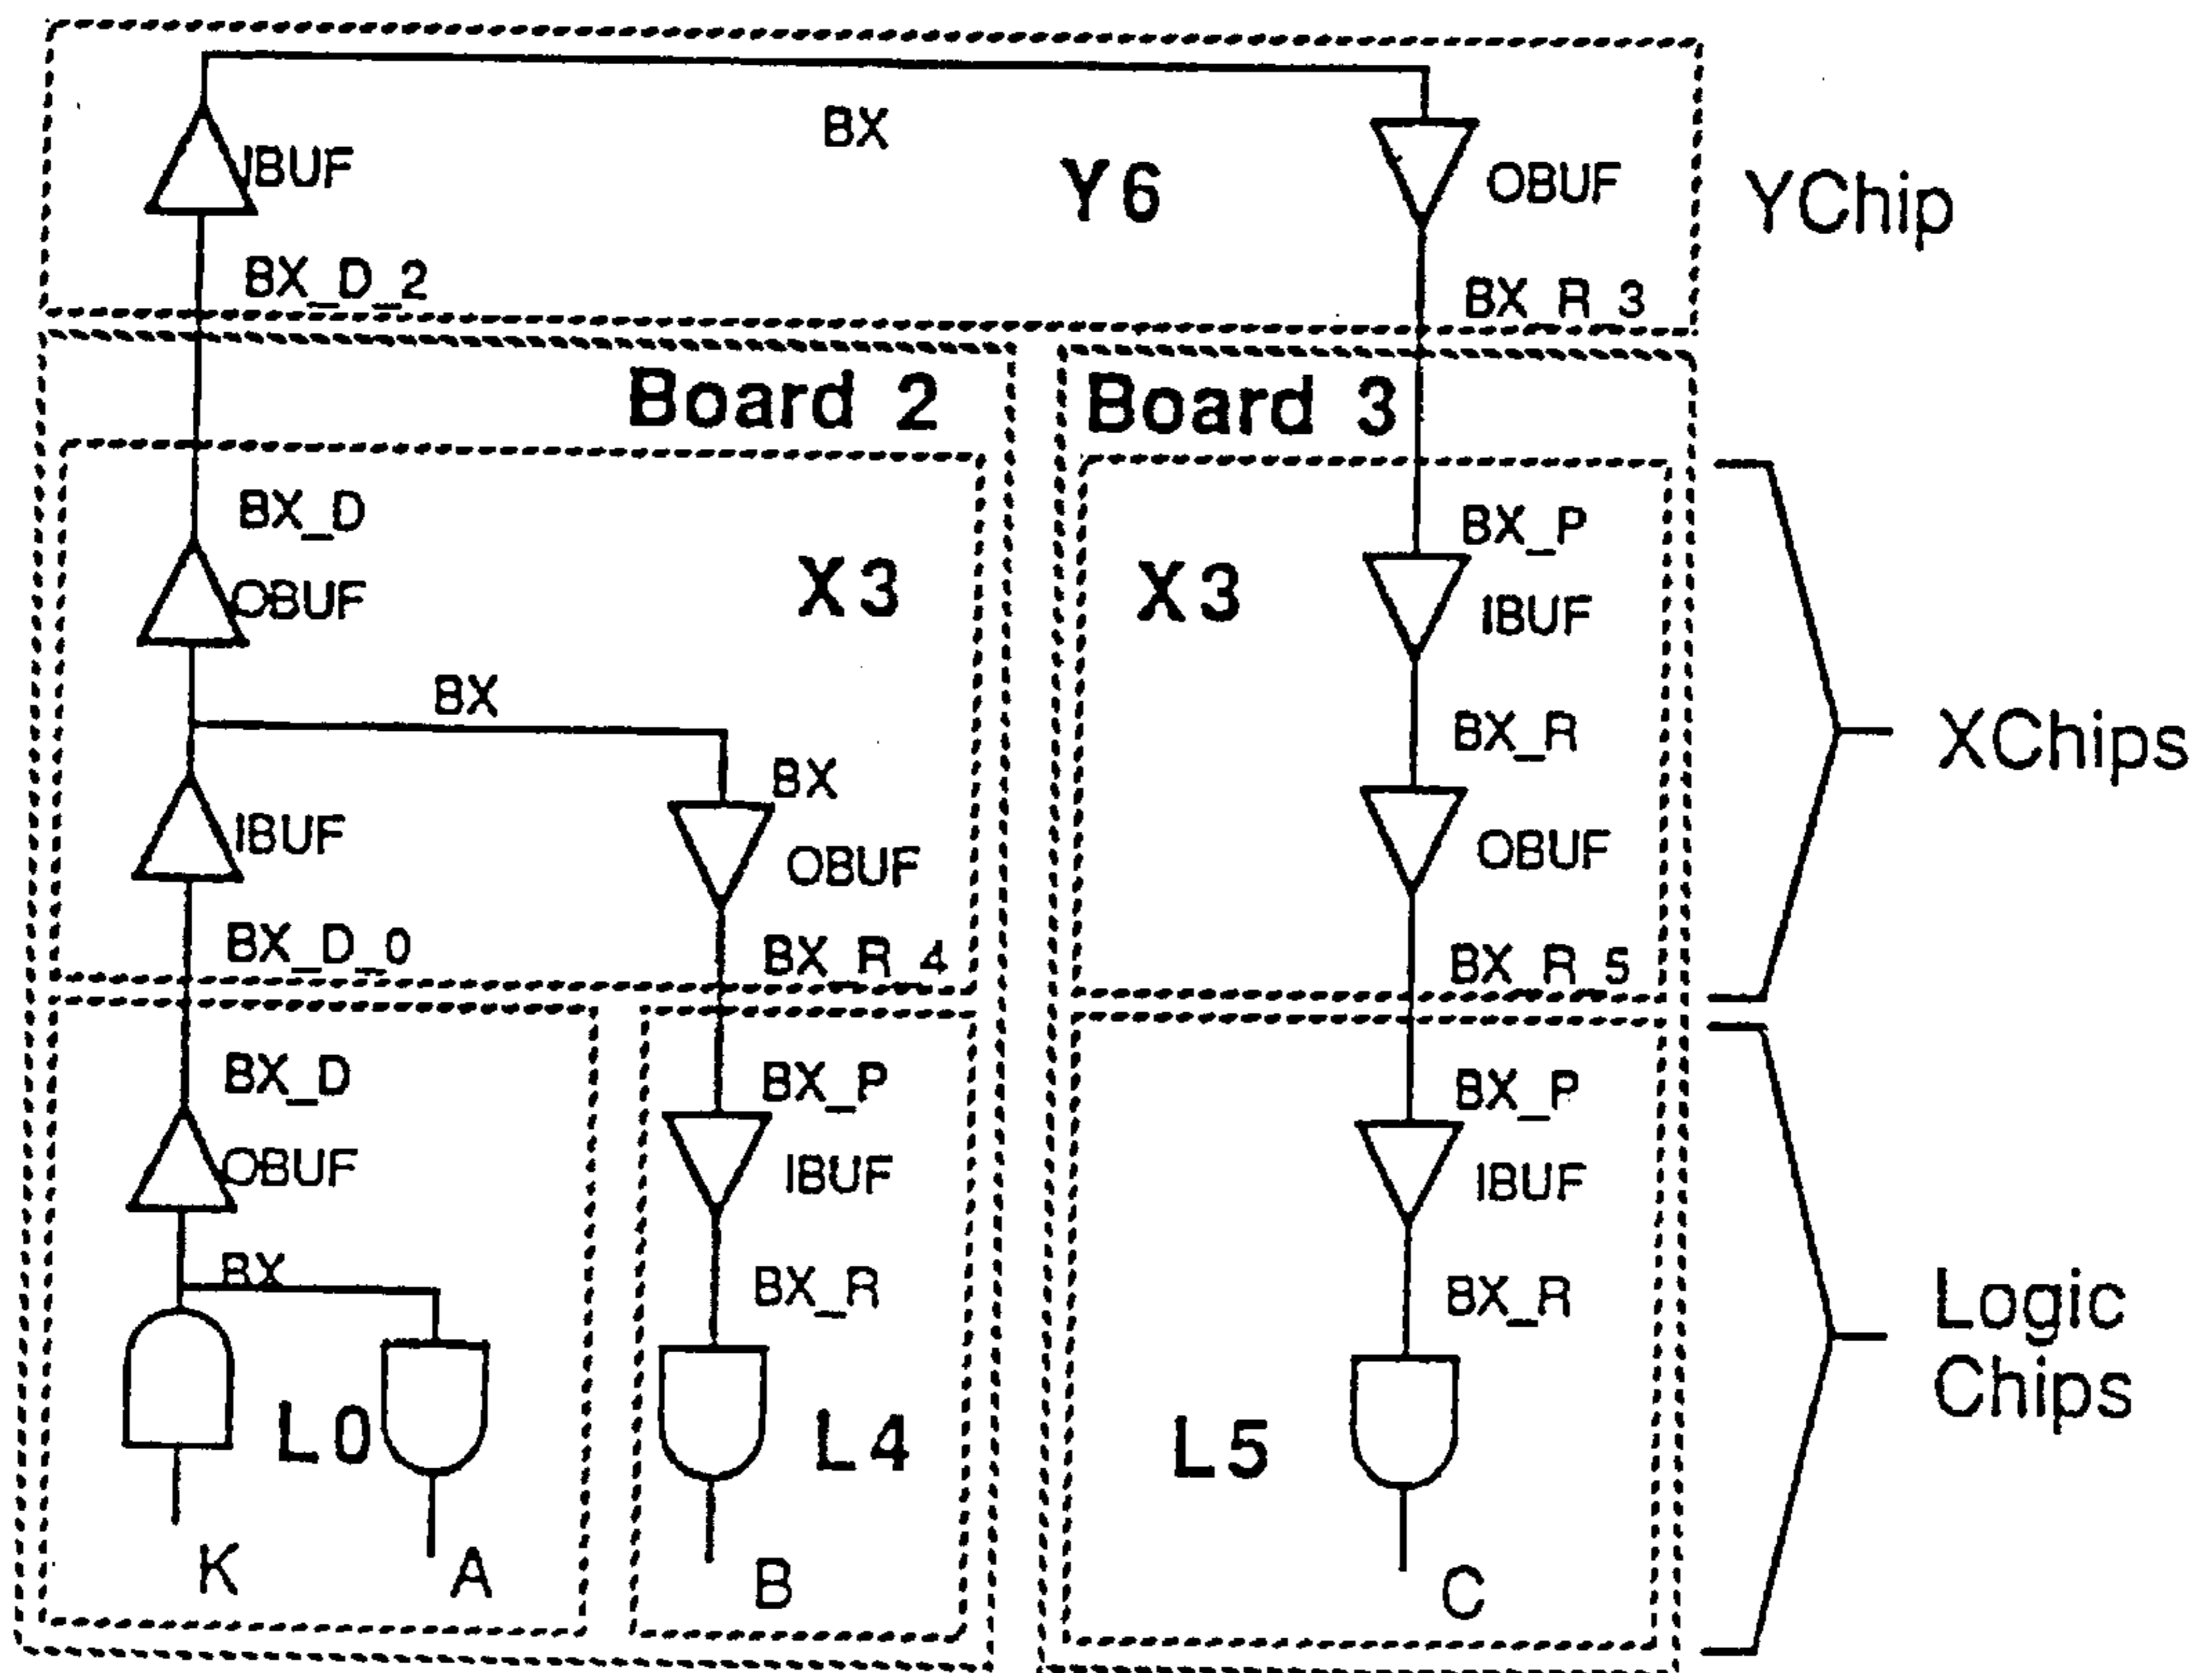 BX
IBUF
Y6
OBUF
YChip
BX_D_2
BX_R_3
Board 2
Board 3
BX_D
BX_P
OBUF
X3
X3
IBUF
BX
BX_R
XChips
BX
IBUF
OBUF
OBUF
BX_D_0
BX_R_4
BX_R_5
BX_D
BX_P
BX_P
OBUF
IBUF
IBUF
BX
BX_R
BX_R
Logic
Chips
L0
L4
L5
K
A
B
C